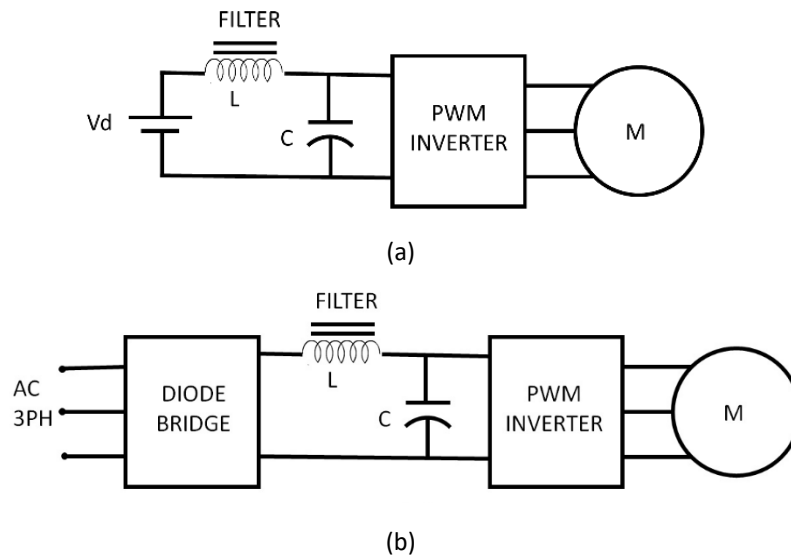 FILTER
L
Vd
C
PWM
INVERTER
M
(a)
FILTER
L
AC
3PH
DIODE
BRIDGE
C
PWM
INVERTER
M
(b)